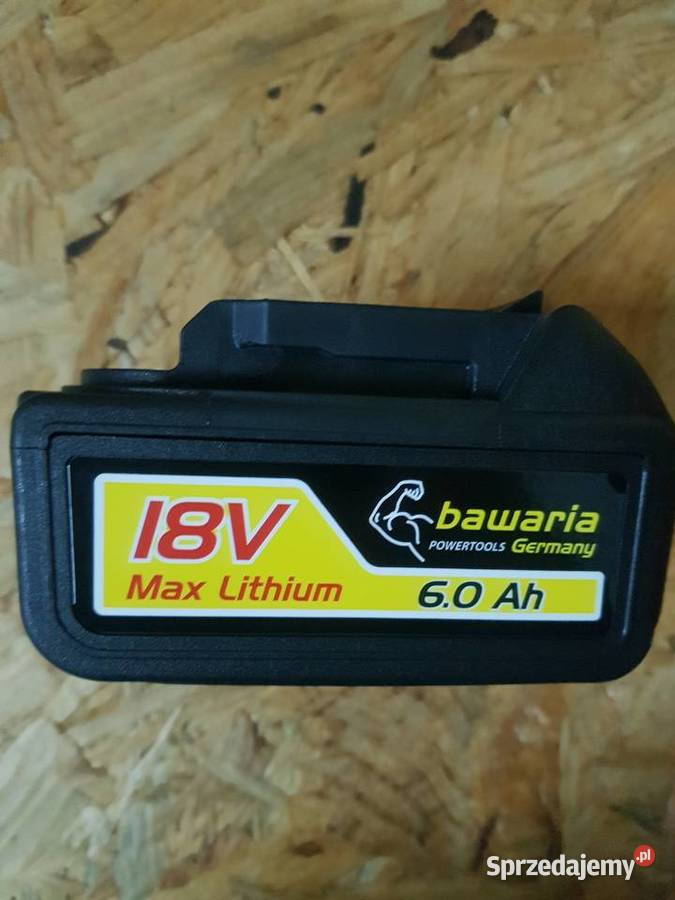 18V
Max Lithium
bawaria
POWERTOOLS Germany
6.0 Ah
Sprzedajemy.pl